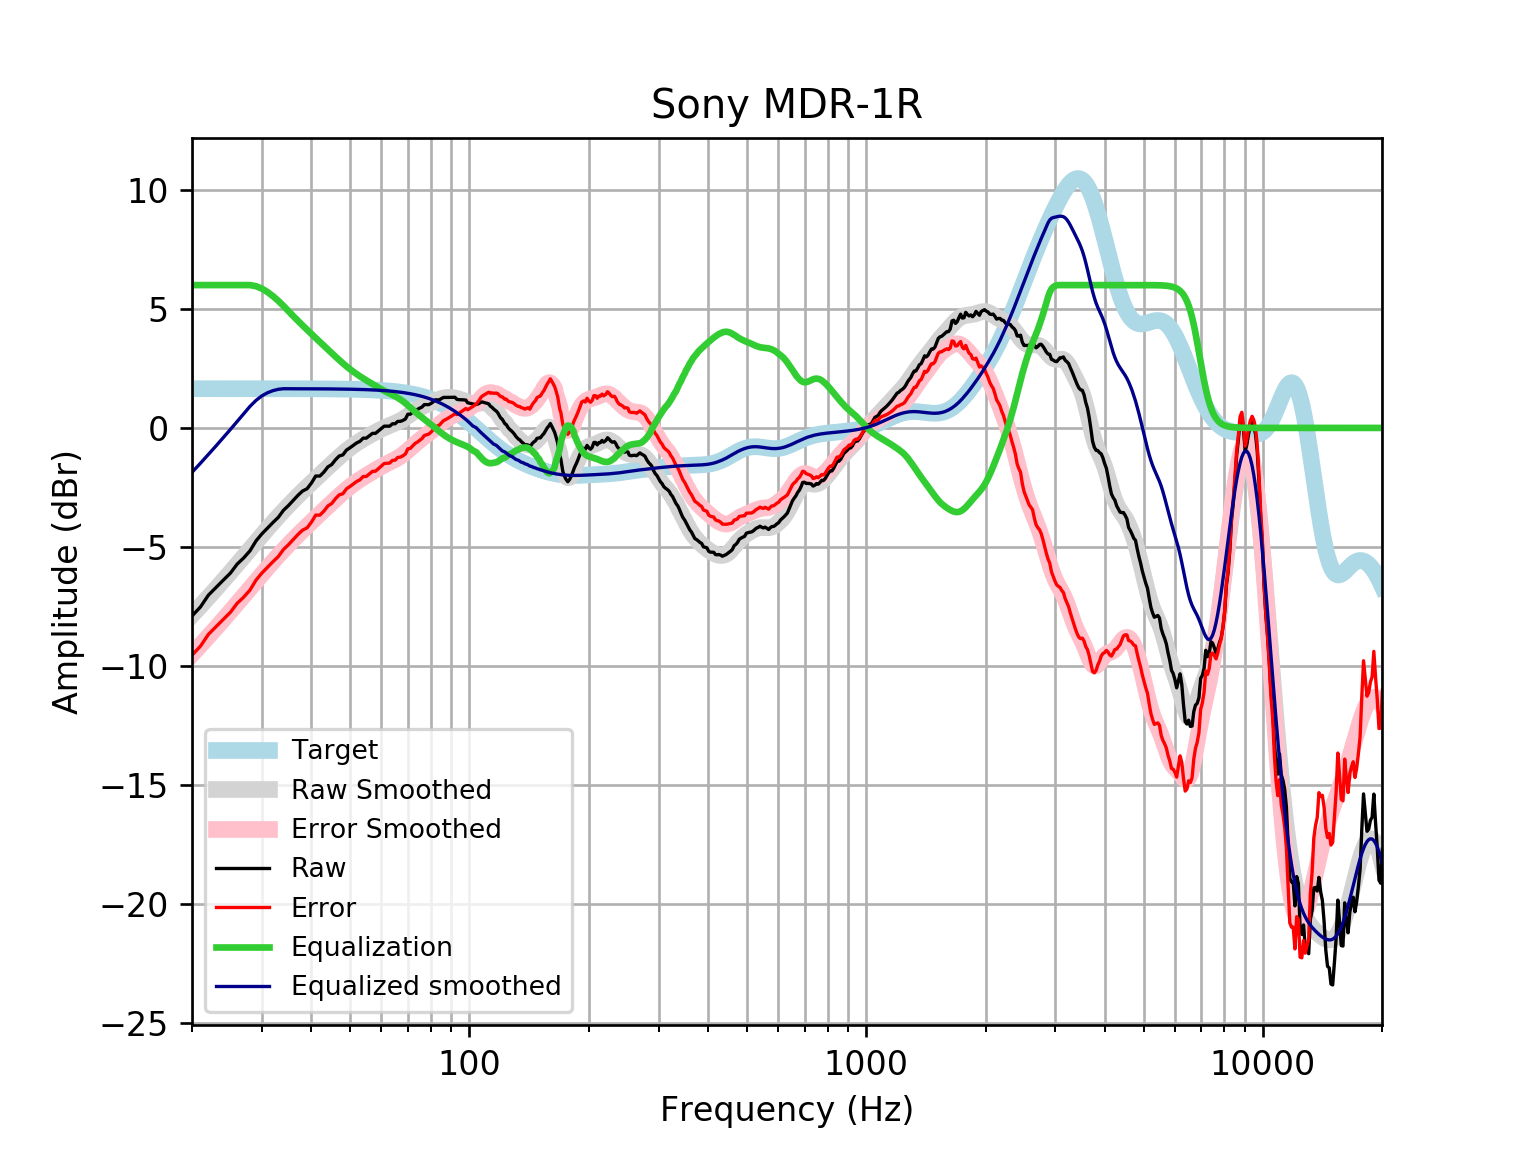 Sony MDR-1R
Amplitude (dBr)
10
5
0
−5
−10
−15
−20
−25
Target
Raw Smoothed
Error Smoothed
Raw
Error
Equalization
Equalized smoothed
100
1000
10000
Frequency (Hz)